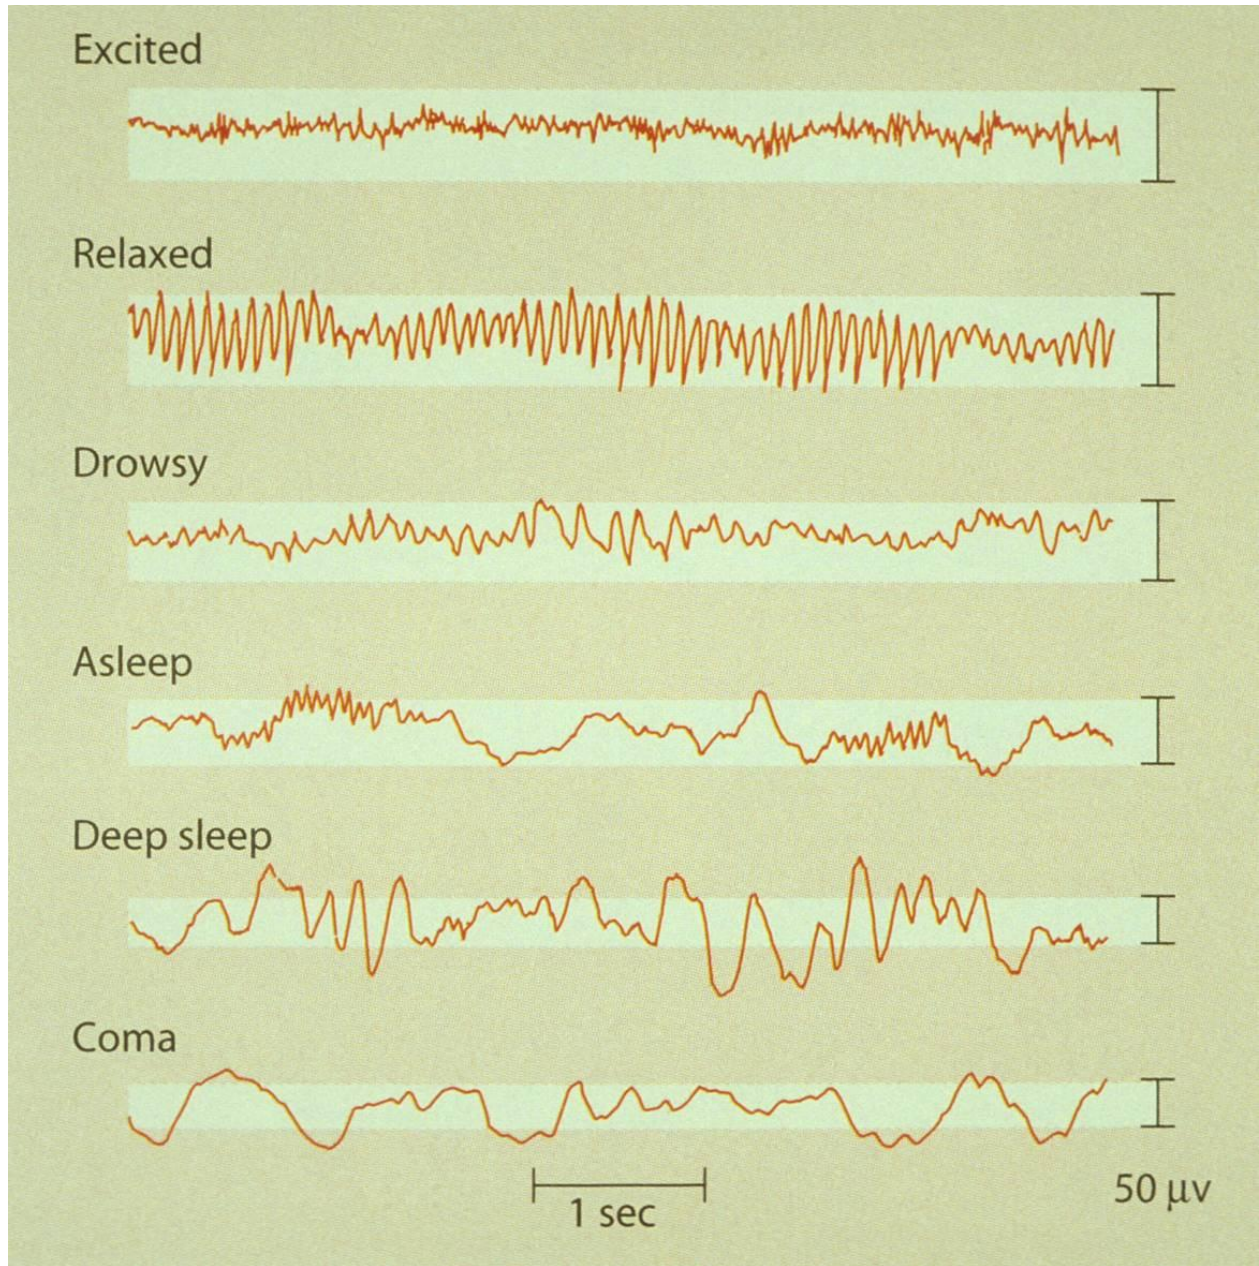 Excited
Relaxed
Drowsy
Asleep
Deep sleep
Coma
1 sec
50 μv